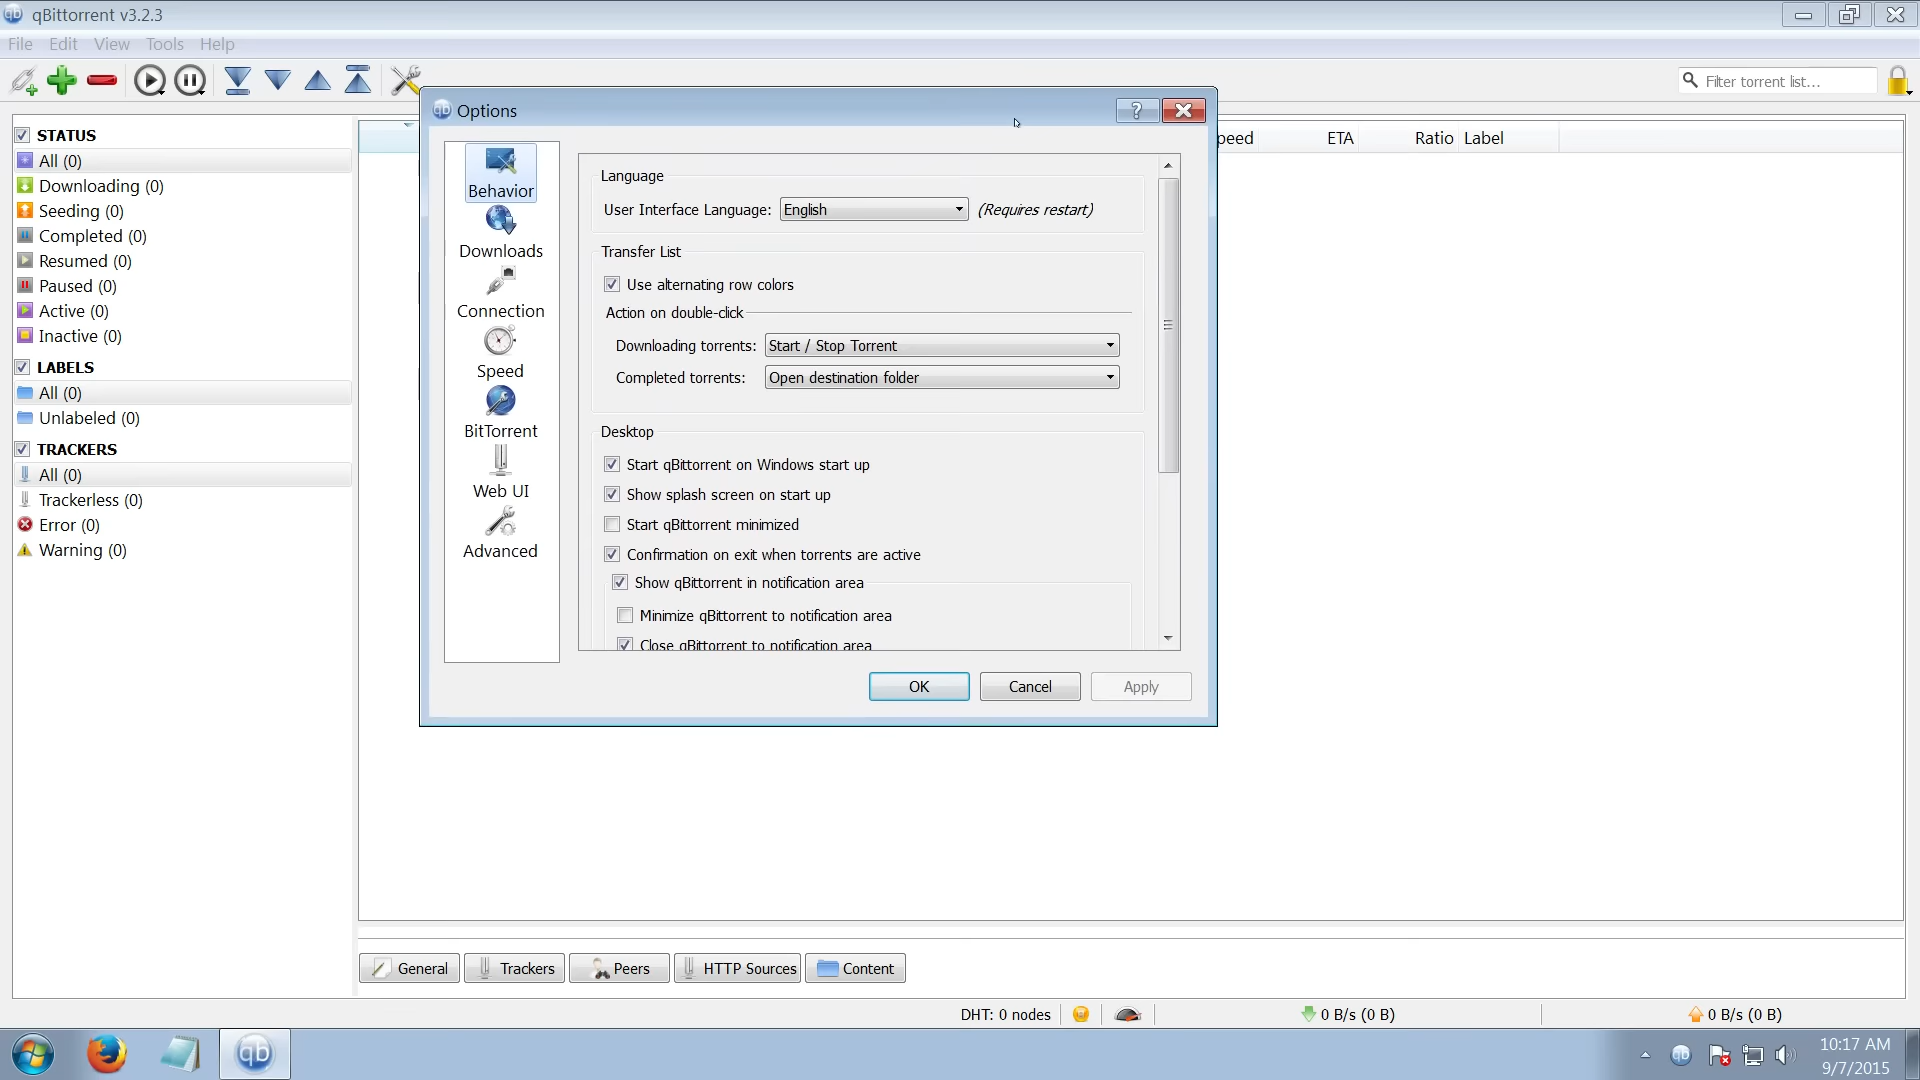 qBittorrent v3.2.3
File Edit View Tools Help
Filter torrent list...
STATUS
All (0)
Downloading (0)
Seeding (0)
Completed (0)
Resumed (0)
Paused (0)
Active (0)
Inactive (0)
LABELS
All (0)
Unlabeled (0)
TRACKERS
All (0)
Trackerless (0)
Error (0)
Warning (0)
peed ETA Ratio Label
Options
?
Behavior
Downloads
Connection
Speed
BitTorrent
Web UI
Advanced
Language
User Interface Language: English (Requires restart)
Transfer List
Use alternating row colors
Action on double-click
Downloading torrents: Start / Stop Torrent
Completed torrents: Open destination folder
Desktop
Start qBittorrent on Windows start up
Show splash screen on start up
Start qBittorrent minimized
Confirmation on exit when torrents are active
Show qBittorrent in notification area
Minimize qBittorrent to notification area
Close qBittorrent to notification area
OK Cancel Apply
General Trackers Peers HTTP Sources Content
DHT: 0 nodes 0 B/s (0 B) 0 B/s (0 B)
qb qb 10:17 AM
9/7/2015